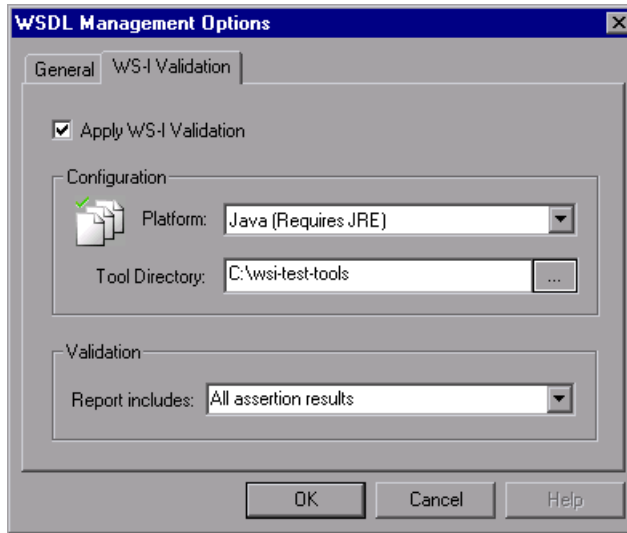 WSDL Management Options
General
WS-I Validation
Apply WS-I Validation
Configuration
Platform: Java (Requires JRE)
Tool Directory: C:\wsi-test-tools ...
Validation
Report includes: All assertion results
OK Cancel Help